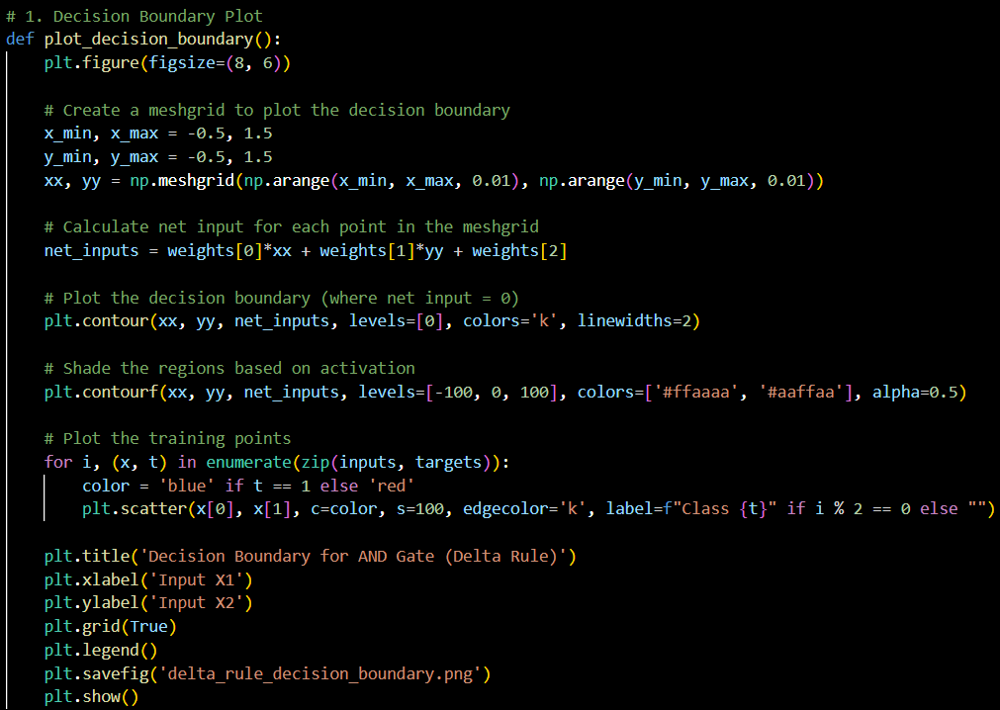 # 1. Decision Boundary Plot
def plot_decision_boundary():
    plt.figure(figsize=(8, 6))

    # Create a meshgrid to plot the decision boundary
    x_min, x_max = -0.5, 1.5
    y_min, y_max = -0.5, 1.5
    xx, yy = np.meshgrid(np.arange(x_min, x_max, 0.01), np.arange(y_min, y_max, 0.01))

    # Calculate net input for each point in the meshgrid
    net_inputs = weights[0]*xx + weights[1]*yy + weights[2]

    # Plot the decision boundary (where net input = 0)
    plt.contour(xx, yy, net_inputs, levels=[0], colors='k', linewidths=2)

    # Shade the regions based on activation
    plt.contourf(xx, yy, net_inputs, levels=[-100, 0, 100], colors=['#ffaaaa', '#aaffaa'], alpha=0.5)

    # Plot the training points
    for i, (x, t) in enumerate(zip(inputs, targets)):
        color = 'blue' if t == 1 else 'red'
        plt.scatter(x[0], x[1], c=color, s=100, edgecolor='k', label=f"Class {t}" if i % 2 == 0 else "")

    plt.title('Decision Boundary for AND Gate (Delta Rule)')
    plt.xlabel('Input X1')
    plt.ylabel('Input X2')
    plt.grid(True)
    plt.legend()
    plt.savefig('delta_rule_decision_boundary.png')
    plt.show()